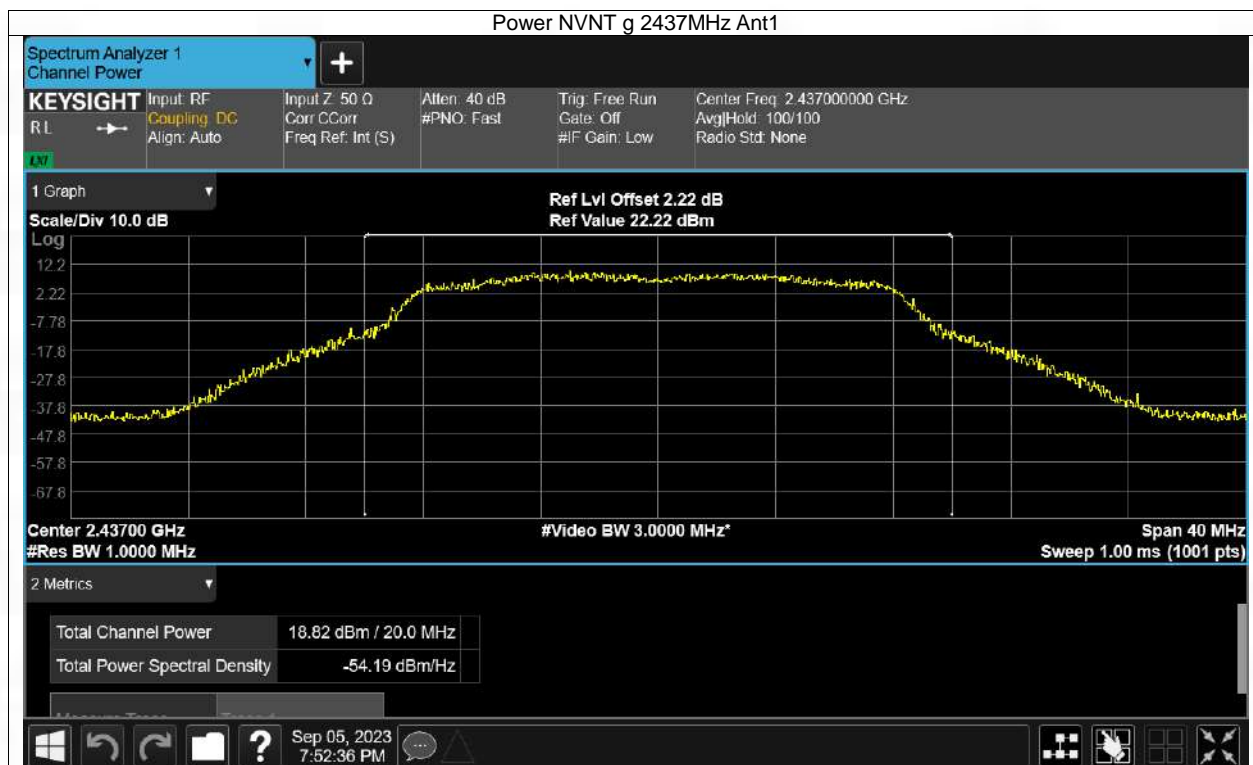 Power NVNT g 2437MHz Ant1
Spectrum Analyzer 1
Channel Power
KEYSIGHT
RL
LXI
Input: RF
Coupling: DC
Align: Auto
Input Z: 50 Ω
Corr CCorr
Freq Ref: Int (S)
Atten: 40 dB
#PNO: Fast
Trig: Free Run
Gate: Off
#IF Gain: Low
Center Freq: 2.437000000 GHz
Avg|Hold: 100/100
Radio Std: None
1 Graph
Scale/Div 10.0 dB
Ref Lvl Offset 2.22 dB
Ref Value 22.22 dBm
Log
12.2
2.22
-7.78
-17.8
-27.8
-37.8
-47.8
-57.8
-67.8
Center 2.43700 GHz
#Video BW 3.0000 MHz*
Span 40 MHz
#Res BW 1.0000 MHz
Sweep 1.00 ms (1001 pts)
2 Metrics
Total Channel Power 18.82 dBm / 20.0 MHz
Total Power Spectral Density -54.19 dBm/Hz
?
Sep 05, 2023
7:52:36 PM